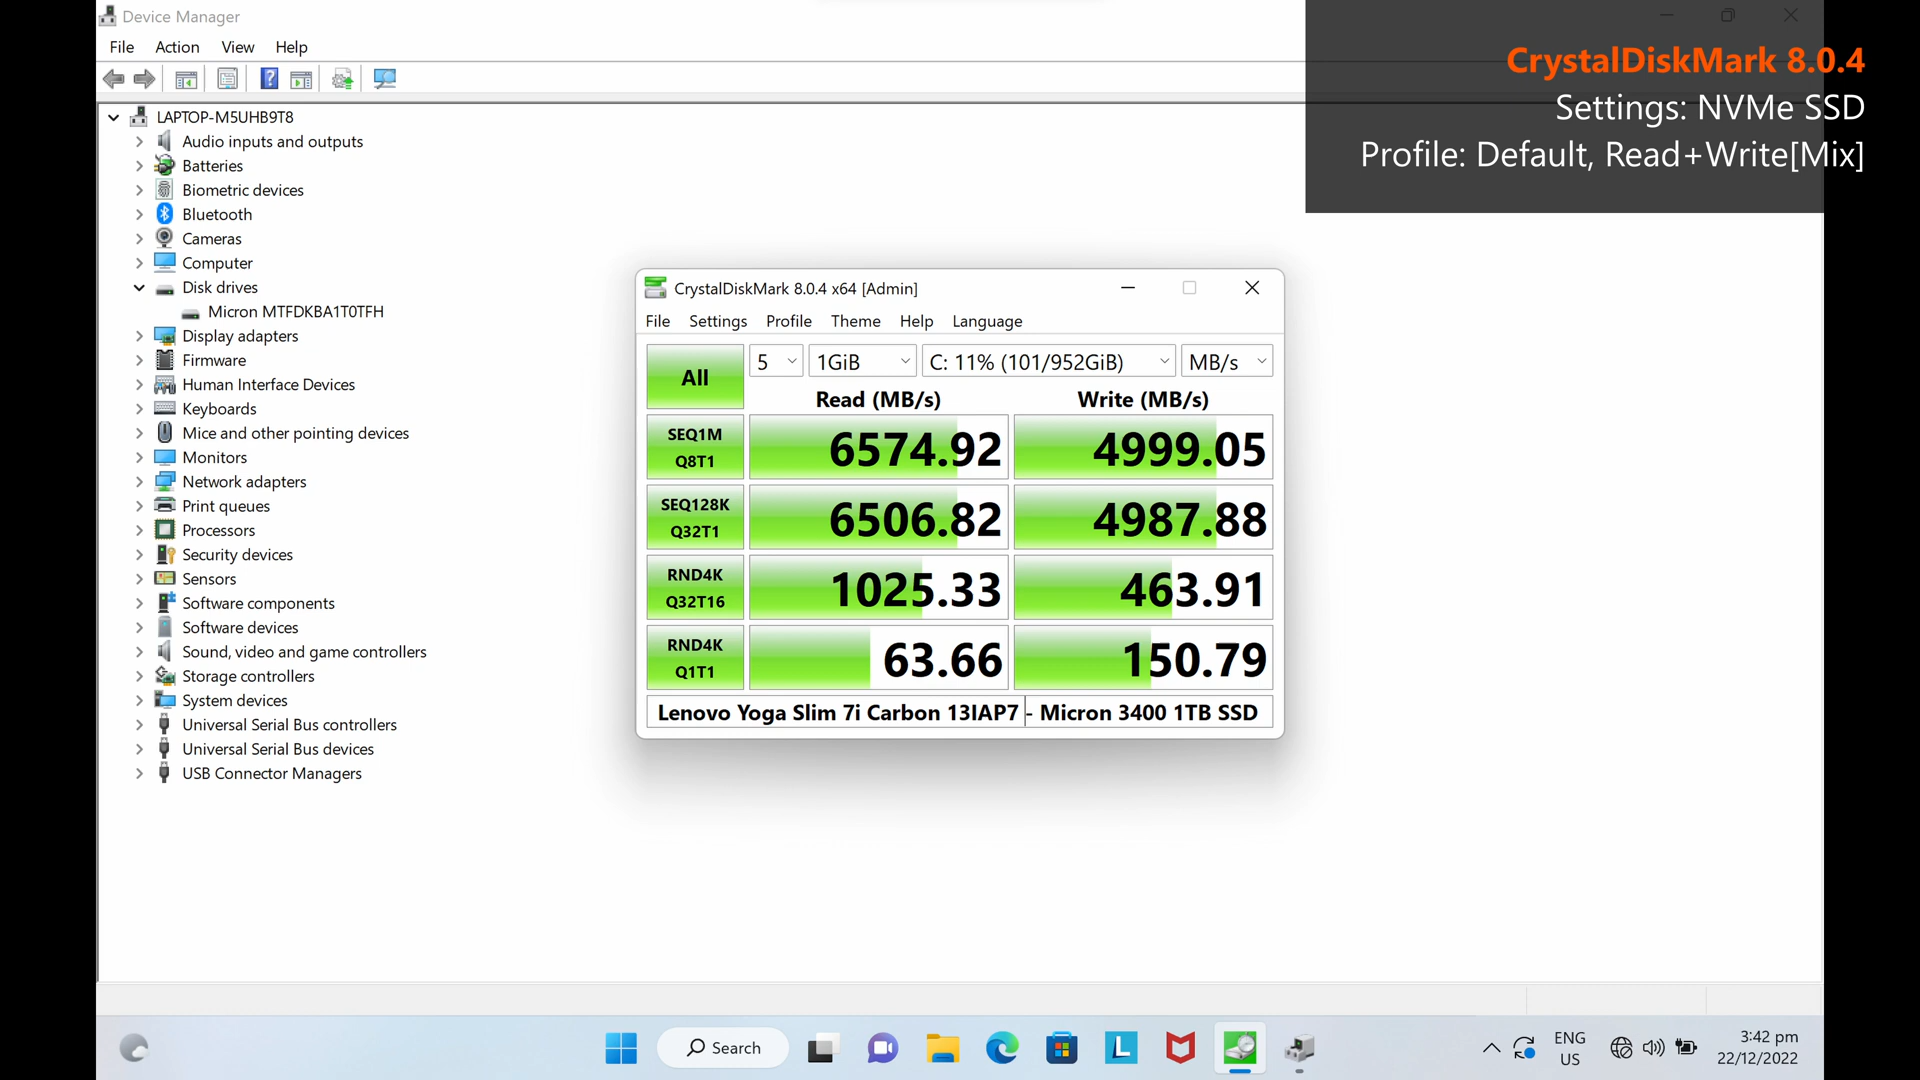 Device Manager
File Action View Help
CrystalDiskMark 8.0.4
Settings: NVMe SSD
Profile: Default, Read+Write[Mix]
LAPTOP-M5UHB9T8
Audio inputs and outputs
Batteries
Biometric devices
Bluetooth
Cameras
Computer
Disk drives
Micron MTFDKBA1T0TFH
Display adapters
Firmware
Human Interface Devices
Keyboards
Mice and other pointing devices
Monitors
Network adapters
Print queues
Processors
Security devices
Sensors
Software components
Software devices
Sound, video and game controllers
Storage controllers
System devices
Universal Serial Bus controllers
Universal Serial Bus devices
USB Connector Managers
CrystalDiskMark 8.0.4 x64 [Admin]
File Settings Profile Theme Help Language
All 5 1GiB C: 11% (101/952GiB) MB/s
Read (MB/s) Write (MB/s)
SEQ1M
Q8T1
6574.92 4999.05
SEQ128K
Q32T1
6506.82 4987.88
RND4K
Q32T16
1025.33 463.91
RND4K
Q1T1
63.66 150.79
Lenovo Yoga Slim 7i Carbon 13IAP7 - Micron 3400 1TB SSD
Search
L
ENG
US
3:42 pm
22/12/2022